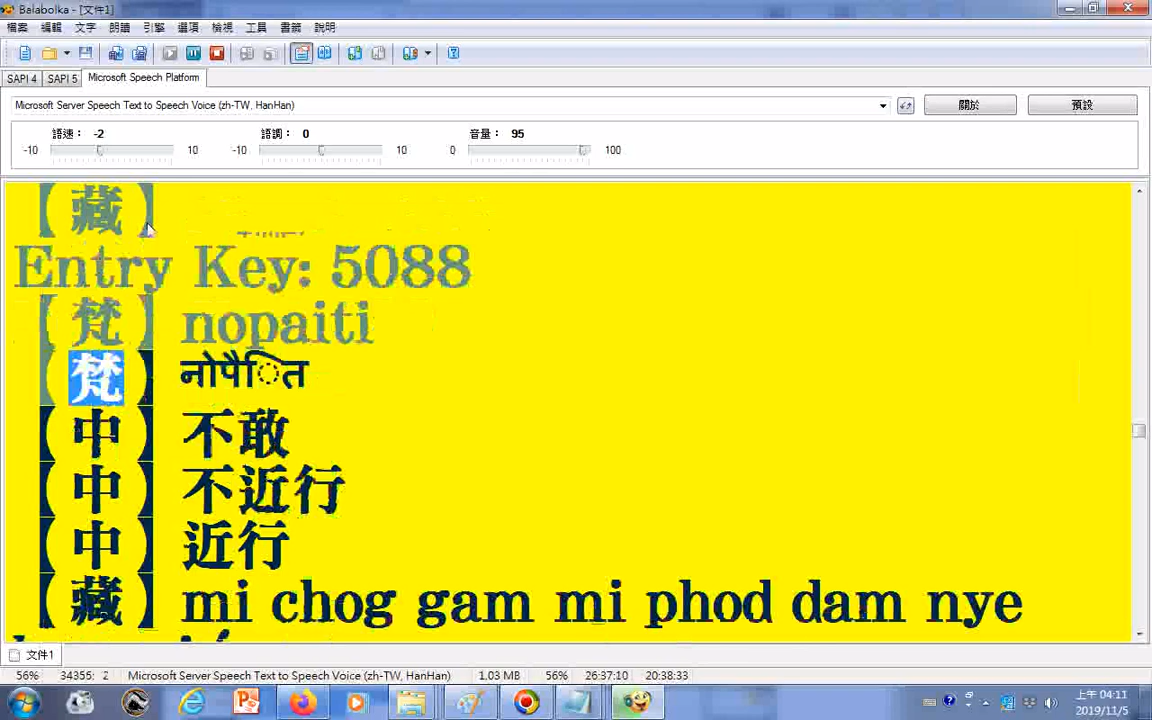 Balabolka - [文件1]
檔案 編輯 文字 朗讀 引擎 選項 檢視 工具 書籤 說明
SAPI 4 SAPI 5 Microsoft Speech Platform
Microsoft Server Speech Text to Speech Voice (zh-TW, HanHan) 關於 預設
語速： -2 語調： 0 音量： 95
-10 10 -10 10 0 100
【藏】
Entry Key: 5088
【梵】 nopaiti
【梵】 नोपैित
【中】 不敢
【中】 不近行
【中】 近行
【藏】 mi chog gam mi phod dam nye
文件1
56% 34355: 2 Microsoft Server Speech Text to Speech Voice (zh-TW, HanHan) 1.03 MB 56% 26:37:10 20:38:33
上午 04:11
2019/11/5